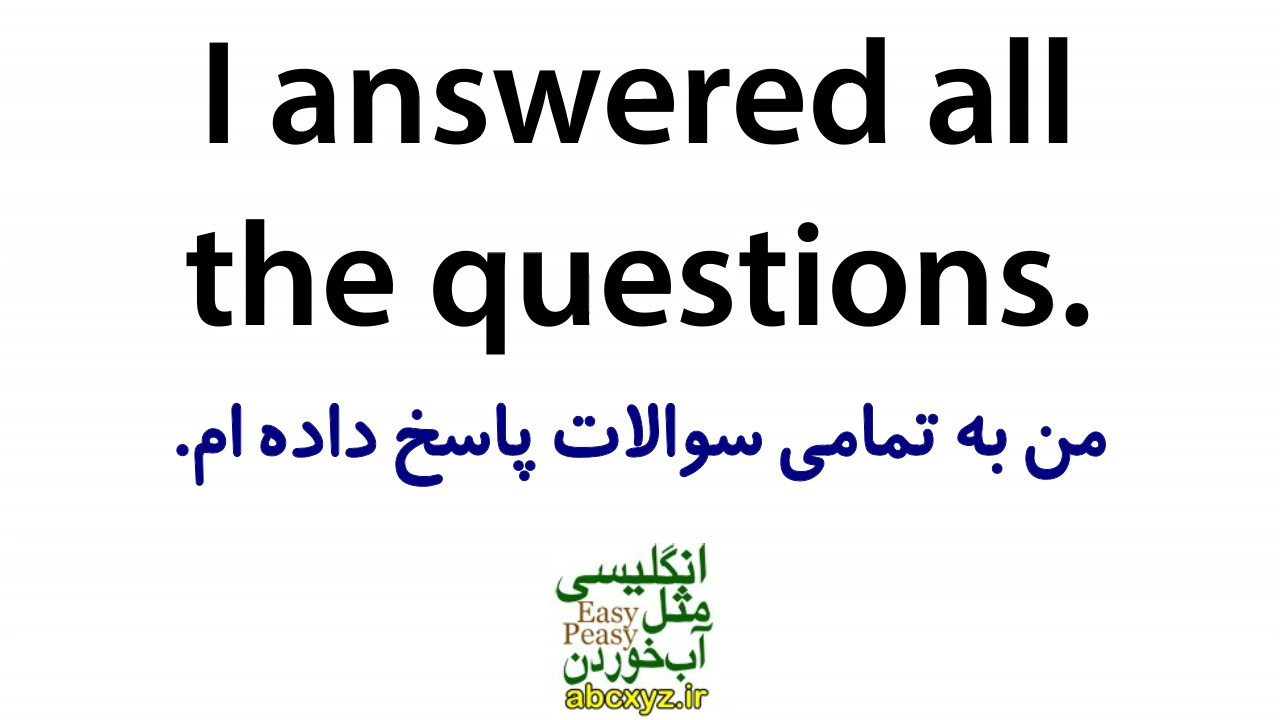 I answered all
the questions.
من به تمامی سوالات پاسخ داده ام.
انگلیسی
مثل Easy
Peasy
آب‌خوردن
abcxyz.ir